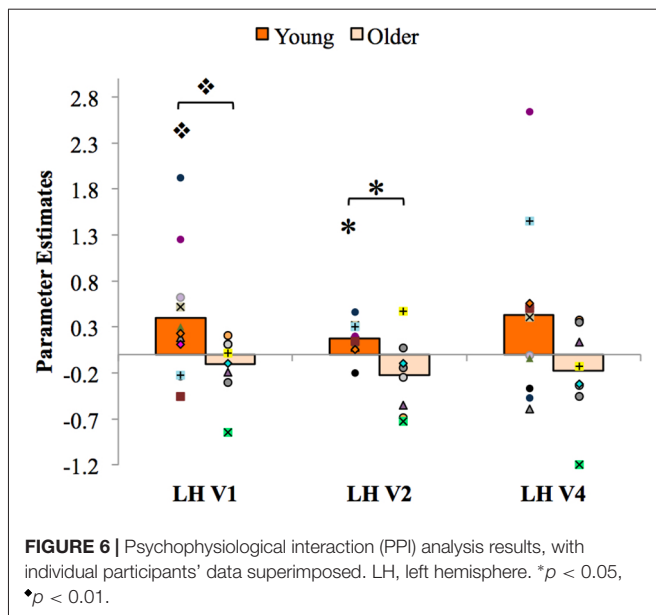 Young Older
2.8
2.3
1.8
1.3
0.8
0.3
-0.2
-0.7
-1.2
Parameter Estimates
❖
❖
*
*
LH V1 LH V2 LH V4
FIGURE 6 | Psychophysiological interaction (PPI) analysis results, with
individual participants’ data superimposed. LH, left hemisphere. *p < 0.05,
◆p < 0.01.